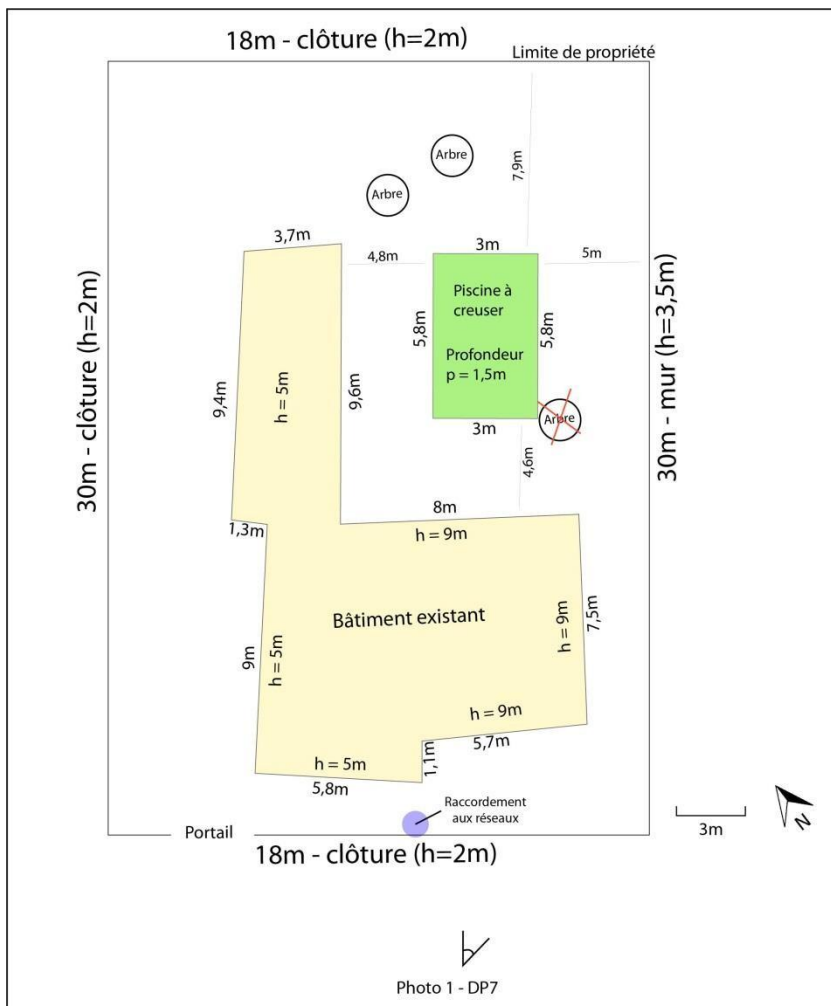 18m - clôture (h=2m)
Limite de propriété
Arbre
Arbre
7,9m
3,7m
4,8m
3m
5m
30m - clôture (h=2m)
9,4m
h = 5m
9,6m
5,8m
Piscine à
creuser
Profondeur
p = 1,5m
5,8m
30m - mur (h=3,5m)
3m
Arbre
4,6m
1,3m
8m
h = 9m
Bâtiment existant
9m
h = 5m
h = 9m
7,5m
h = 9m
5,7m
1,1m
h = 5m
5,8m
Raccordement
aux réseaux
Portail
18m - clôture (h=2m)
3m
N
Photo 1 - DP7